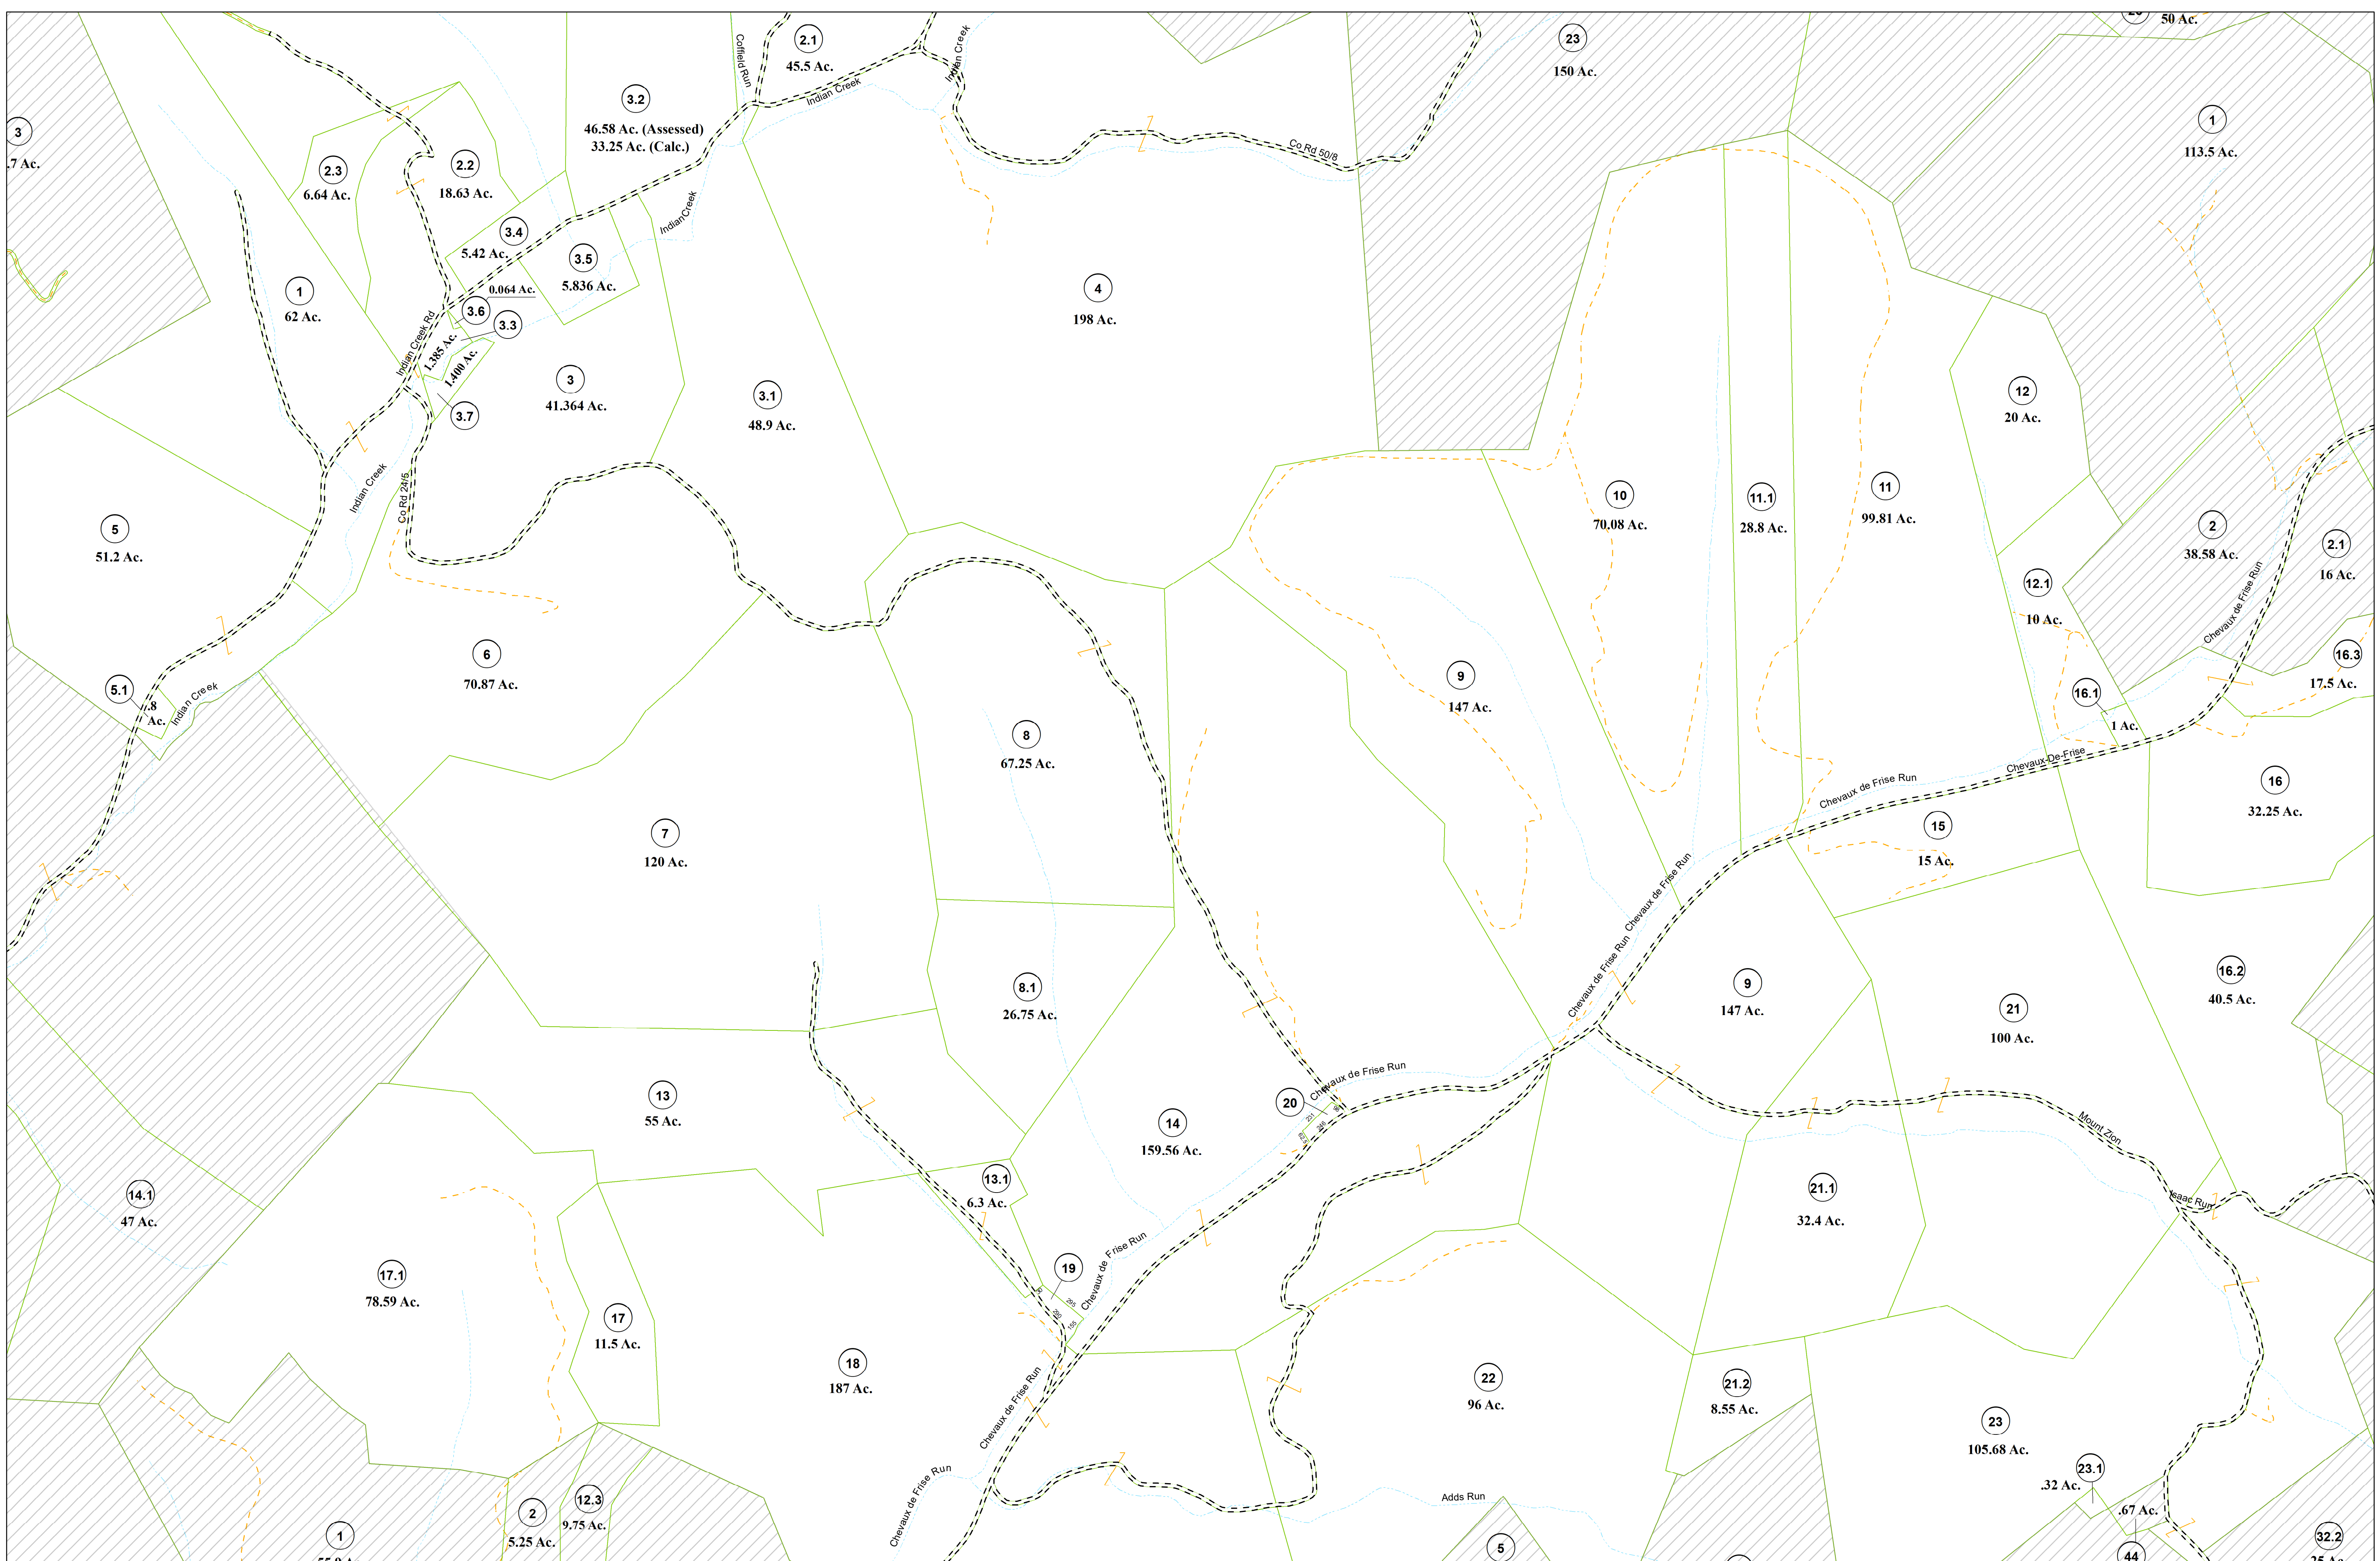 50 Ac.
23
150 Ac.
2.1
45.5 Ac.
Coffield Run
Indian Creek
Indian Creek
3.2
46.58 Ac. (Assessed)
33.25 Ac. (Calc.)
3
.7 Ac.
1
113.5 Ac.
Co Rd 50/8
2.3
6.64 Ac.
2.2
18.63 Ac.
Indian Creek
3.4
5.42 Ac.
3.5
5.836 Ac.
0.064 Ac.
3.6
3.3
1
62 Ac.
Indian Creek Rd
1.385 Ac.
1.400 Ac.
3.7
3
41.364 Ac.
3.1
48.9 Ac.
4
198 Ac.
12
20 Ac.
Indian Creek
Co Rd 24/5
10
70.08 Ac.
11.1
28.8 Ac.
11
99.81 Ac.
5
51.2 Ac.
2
38.58 Ac.
2.1
16 Ac.
12.1
10 Ac.
Chevaux de Frise Run
6
70.87 Ac.
16.3
17.5 Ac.
9
147 Ac.
5.1
.8
Ac.
Indian Creek
16.1
1 Ac.
8
67.25 Ac.
Chevaux-De-Frise
Chevaux de Frise Run
16
32.25 Ac.
7
120 Ac.
15
15 Ac.
Chevaux de Frise Run
Chevaux de Frise Run
16.2
40.5 Ac.
8.1
26.75 Ac.
9
147 Ac.
21
100 Ac.
Chevaux de Frise Run
20
231
246
13
55 Ac.
14
159.56 Ac.
Mount Zion
14.1
47 Ac.
13.1
6.3 Ac.
21.1
32.4 Ac.
Isaac Run
Chevaux de Frise Run
17.1
78.59 Ac.
19
295
290
155
17
11.5 Ac.
18
187 Ac.
Chevaux de Frise Run
22
96 Ac.
21.2
8.55 Ac.
23
105.68 Ac.
23.1
.32 Ac.
.67 Ac.
Chevaux de Frise Run
Adds Run
2
5.25 Ac.
12.3
9.75 Ac.
1
5
44
32.2